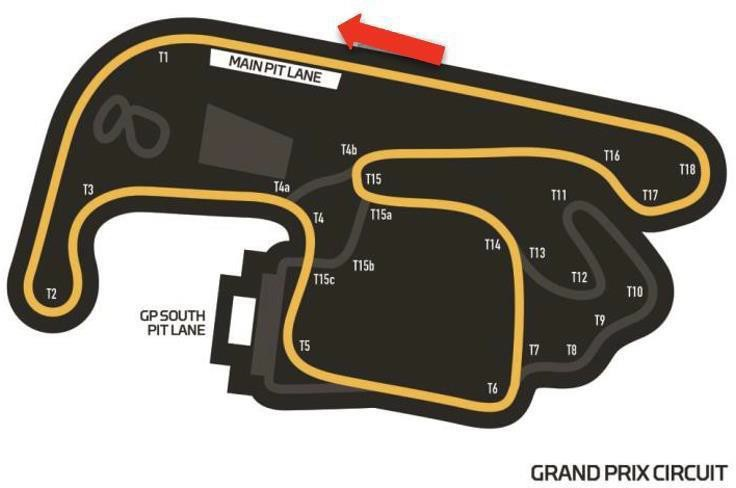 T1
MAIN PIT LANE
T4b
T16
T18
T15
T17
T3
T4a
T11
T15a
T4
T14
T13
T15b
T15c
T12
T10
T2
GP SOUTH
PIT LANE
T9
T5
T7
T8
T6
GRAND PRIX CIRCUIT